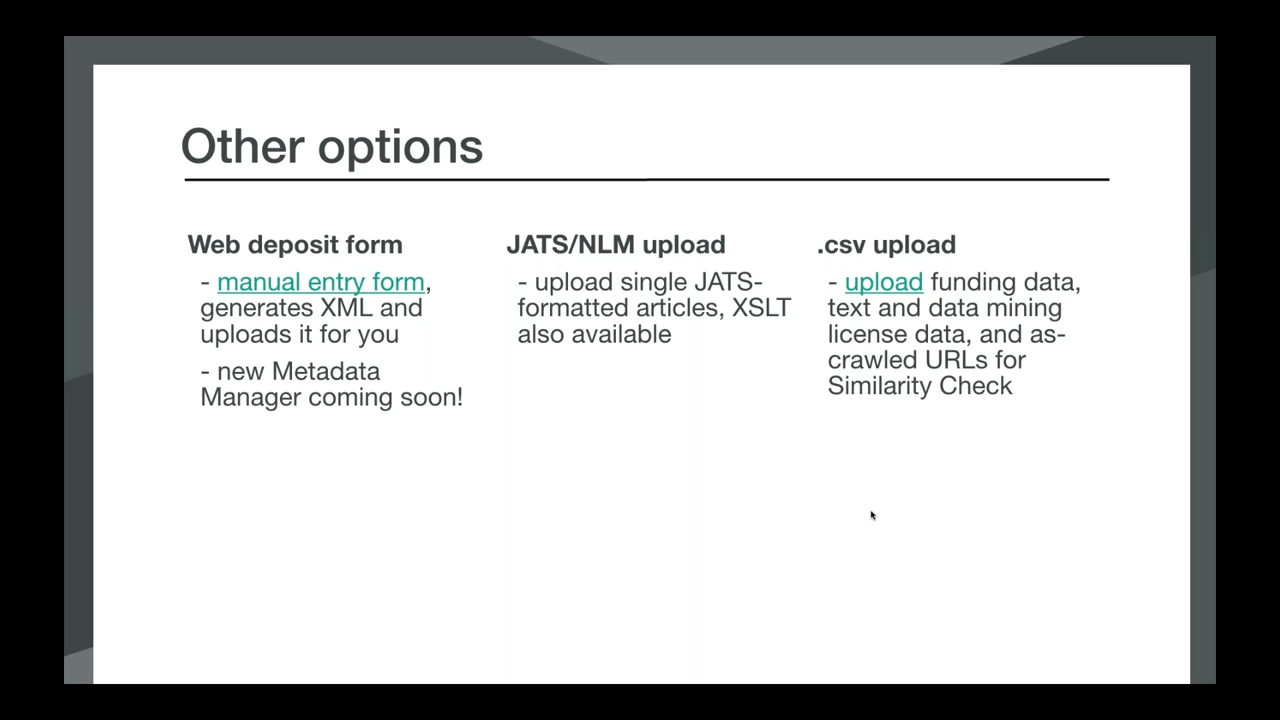 Other options
Web deposit form
- manual entry form,
generates XML and
uploads it for you
- new Metadata
Manager coming soon!
JATS/NLM upload
- upload single JATS-
formatted articles, XSLT
also available
.csv upload
- upload funding data,
text and data mining
license data, and as-
crawled URLs for
Similarity Check